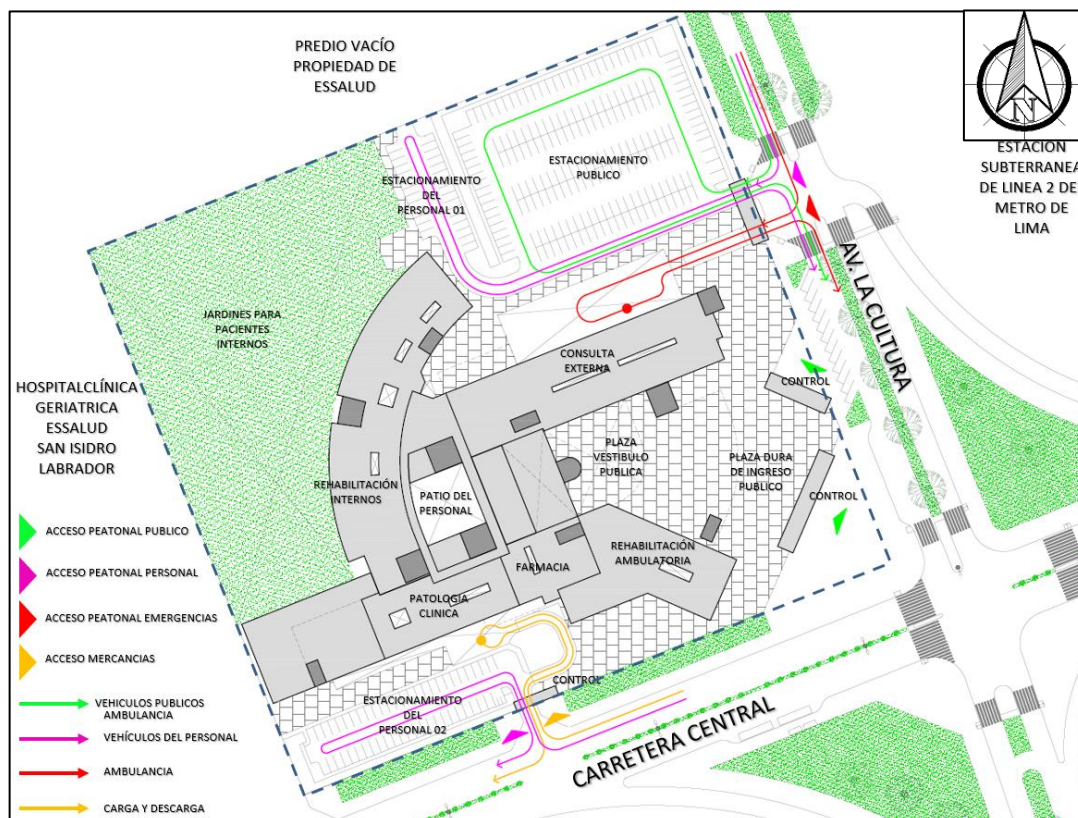 PREDIO VACÍO
PROPIEDAD DE
ESSALUD
N
ESTACION
SUBTERRANEA
DE LINEA 2 DE
METRO DE
LIMA
ESTACIONAMIENTO
PUBLICO
ESTACIONAMIENTO
DEL
PERSONAL 01
AV. LA CULTURA
JARDINES PARA
PACIENTES
INTERNOS
CONSULTA
EXTERNA
CONTROL
HOSPITALCLÍNICA
GERIATRICA
ESSALUD
SAN ISIDRO
LABRADOR
PLAZA
VESTIBULO
PUBLICA
PLAZA DURA
DE INGRESO
PUBLICO
REHABILITACIÓN
INTERNOS
PATIO DEL
PERSONAL
CONTROL
REHABILITACIÓN
AMBULATORIA
FARMACIA
PATOLOGIA
CLINICA
CONTROL
ESTACIONAMIENTO
DEL
PERSONAL 02
CARRETERA CENTRAL
ACCESO PEATONAL PUBLICO
ACCESO PEATONAL PERSONAL
ACCESO PEATONAL EMERGENCIAS
ACCESO MERCANCIAS
VEHICULOS PUBLICOS
AMBULANCIA
VEHÍCULOS DEL PERSONAL
AMBULANCIA
CARGA Y DESCARGA